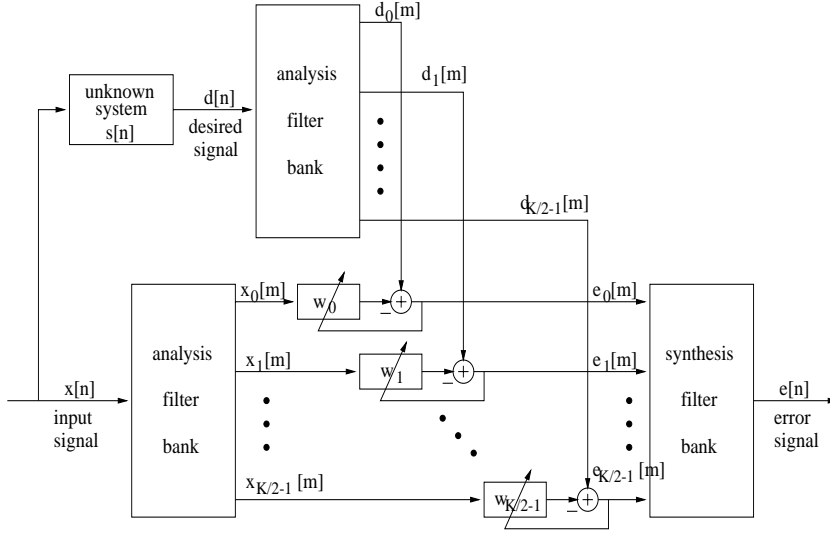 d0[m]
analysis
filter
bank
d1[m]
unknown
system
s[n]
d[n]
desired
signal
dK/2-1[m]
x0[m]
w0
–
+
e0[m]
analysis
filter
bank
x1[m]
w1
–
+
e1[m]
synthesis
filter
bank
x[n]
input
signal
e[n]
error
signal
xK/2-1[m]
wK/2-1
–
+
eK/2-1[m]